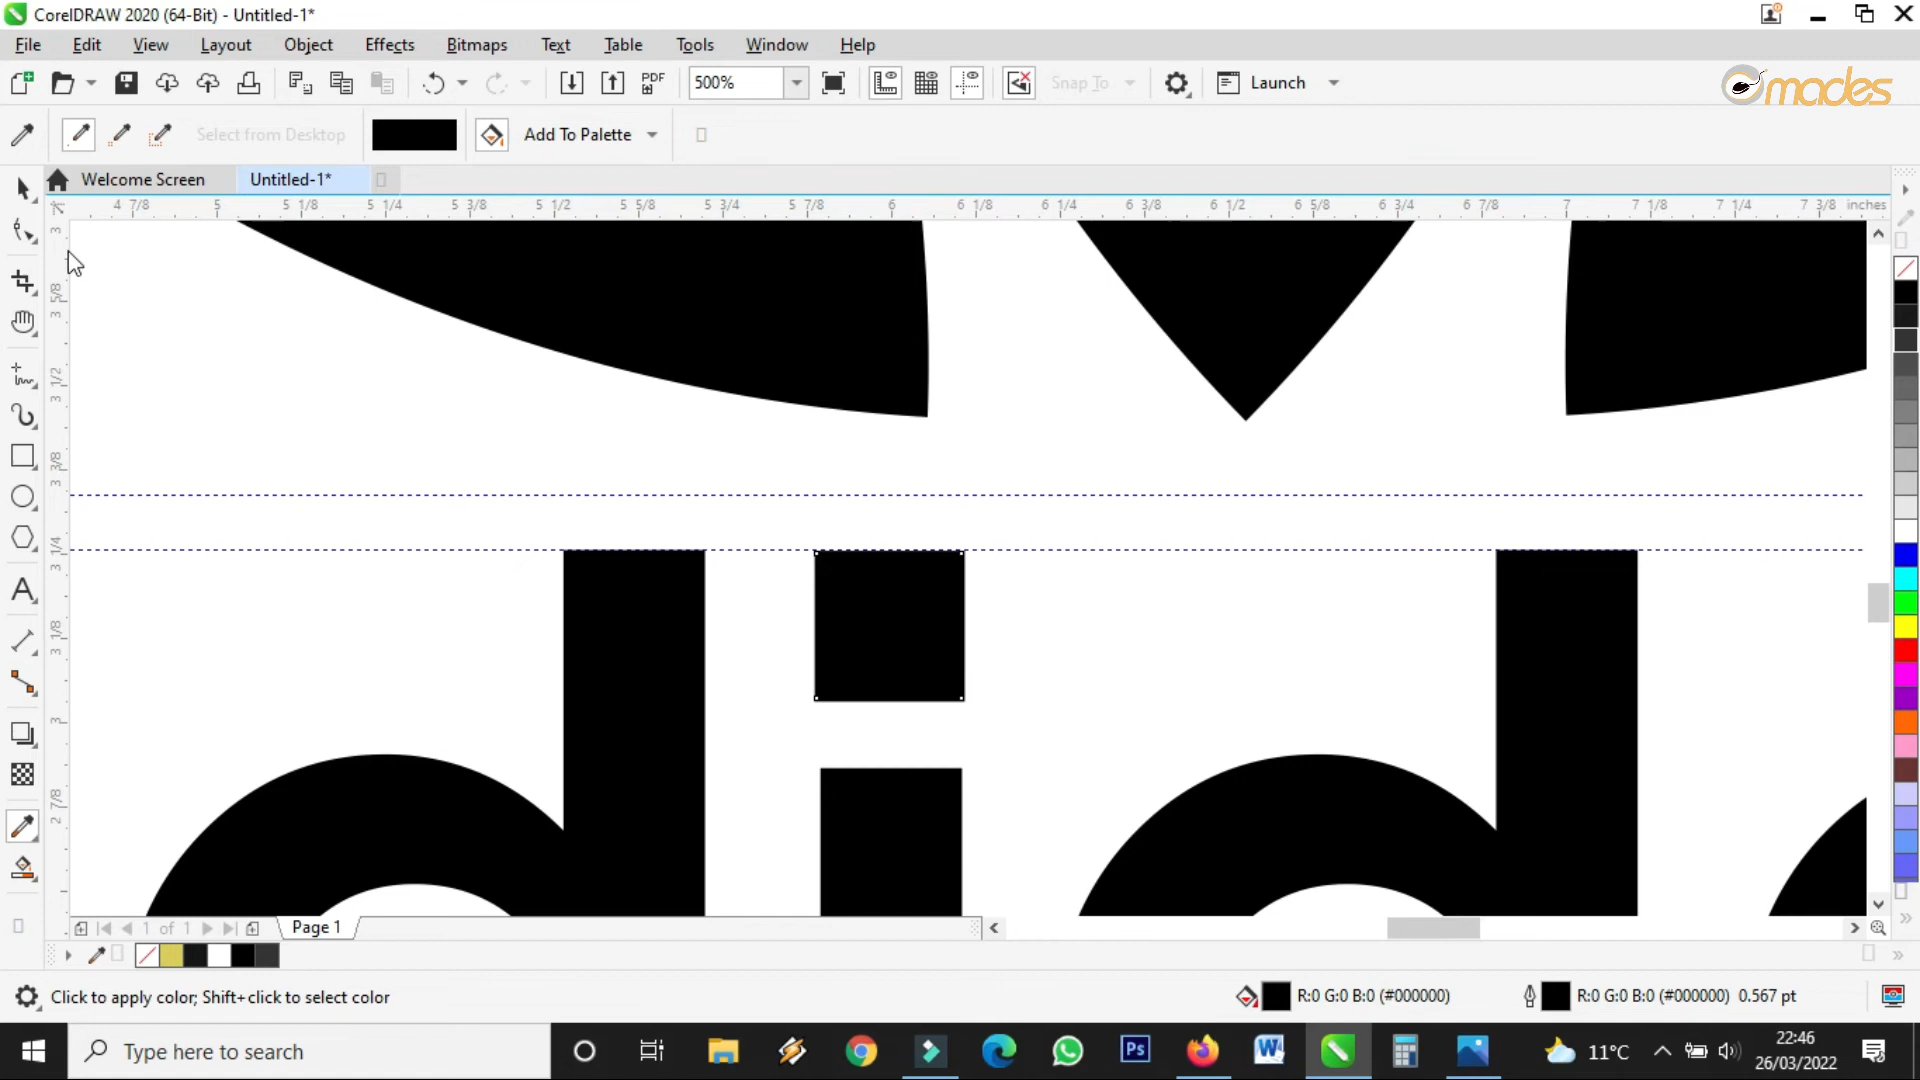 CorelDRAW 2020 (64-Bit) - Untitled-1*
File Edit View Layout Object Effects Bitmaps Text Table Tools Window Help
PDF 500% Snap To Launch
mades
Select from Desktop Add To Palette
Welcome Screen Untitled-1*
4 7/8 5 5 1/8 5 1/4 5 3/8 5 1/2 5 5/8 5 3/4 5 7/8 6 6 1/8 6 1/4 6 3/8 6 1/2 6 5/8 6 3/4 6 7/8 7 7 1/8 7 1/4 7 3/8 inches
3
3 5/8
3 1/2
3 3/8
3 1/4
3 1/8
3
2 7/8
did
1 of 1 Page 1
Click to apply color; Shift+click to select color R:0 G:0 B:0 (#000000) R:0 G:0 B:0 (#000000) 0.567 pt
Type here to search Ps W 11°C 22:46
26/03/2022